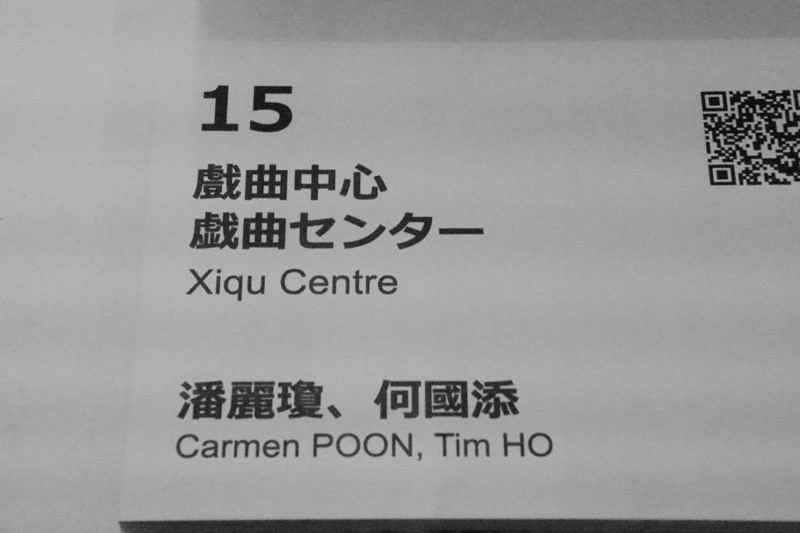 15
戲曲中心
戯曲センター
Xiqu Centre
潘麗瓊、何國添
Carmen POON, Tim HO